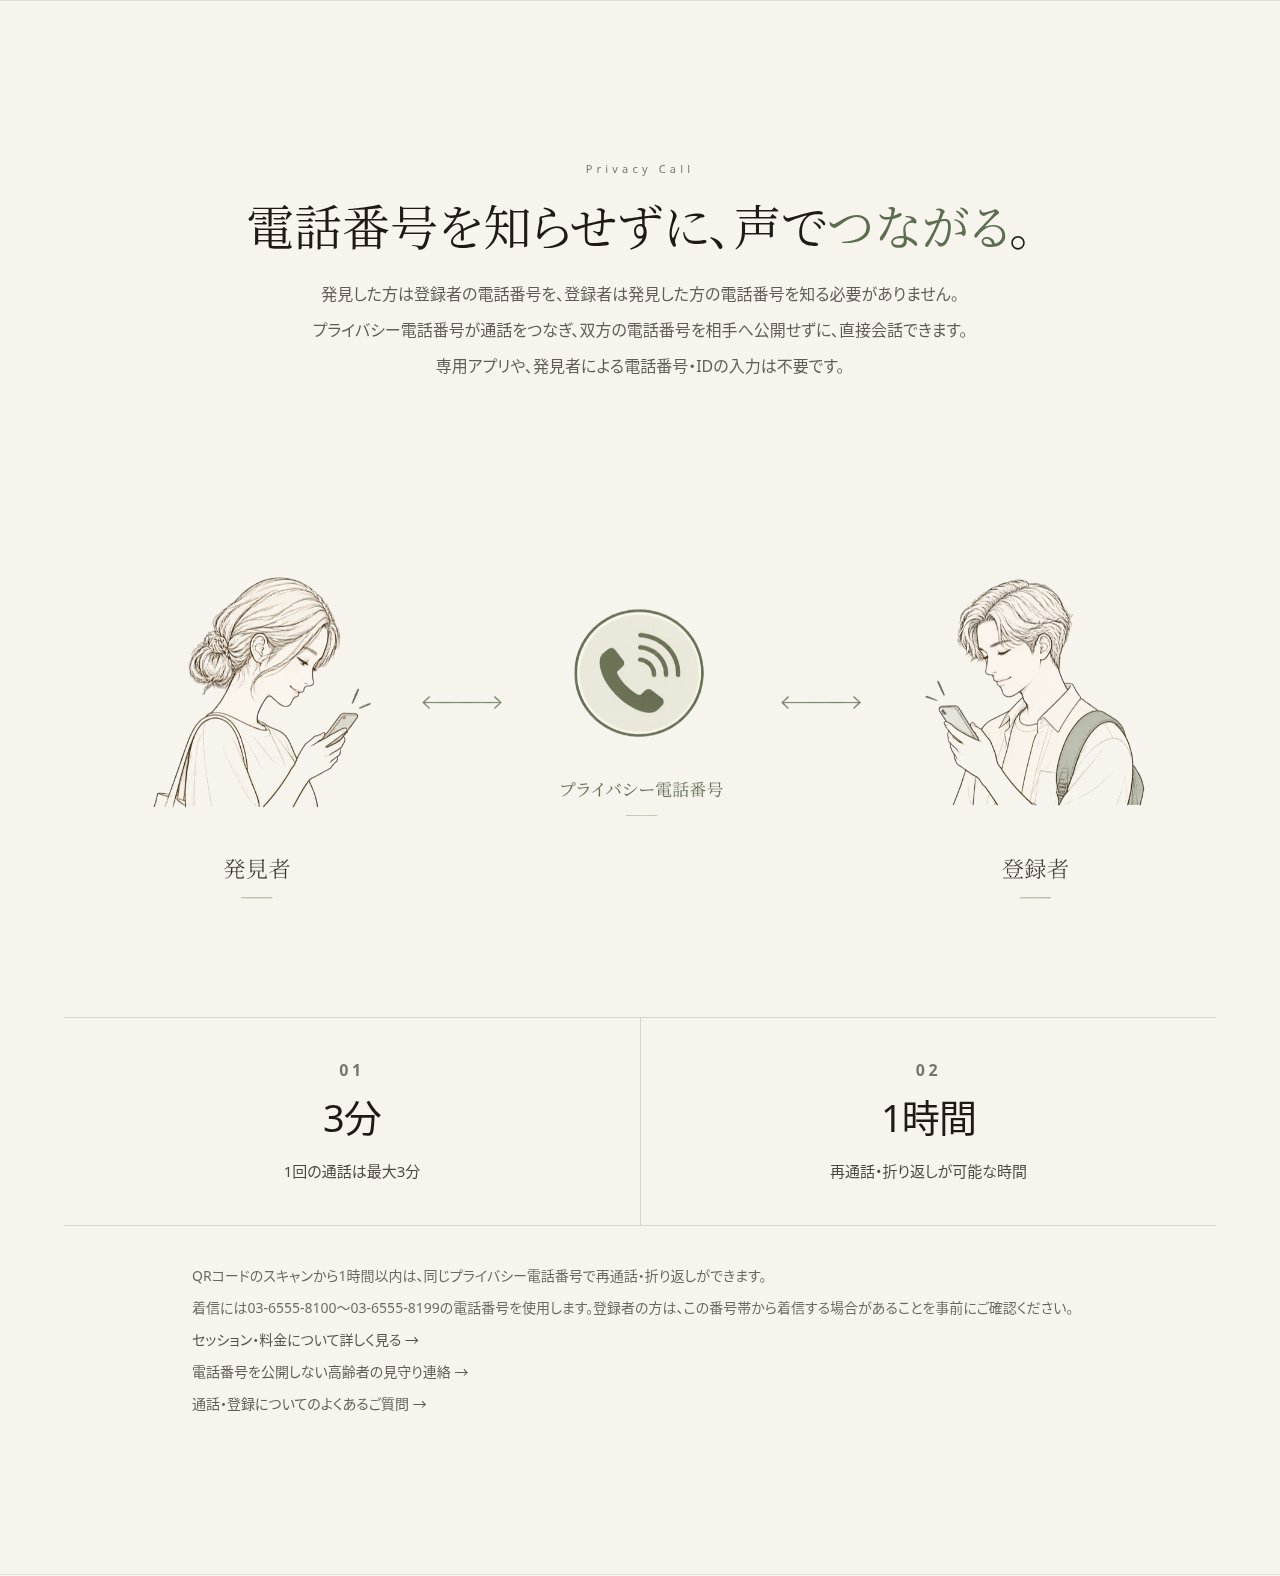 Privacy Call
電話番号を知らせずに、声でつながる。
発見した方は登録者の電話番号を、登録者は発見した方の電話番号を知る必要がありません。
プライバシー電話番号が通話をつなぎ、双方の電話番号を相手へ公開せずに、直接会話できます。
専用アプリや、発見者による電話番号・IDの入力は不要です。
プライバシー電話番号
発見者
登録者
01
3分
1回の通話は最大3分
02
1時間
再通話・折り返しが可能な時間
QRコードのスキャンから1時間以内は、同じプライバシー電話番号で再通話・折り返しができます。
着信には03-6555-8100〜03-6555-8199の電話番号を使用します。登録者の方は、この番号帯から着信する場合があることを事前にご確認ください。
セッション・料金について詳しく見る →
電話番号を公開しない高齢者の見守り連絡 →
通話・登録についてのよくあるご質問 →